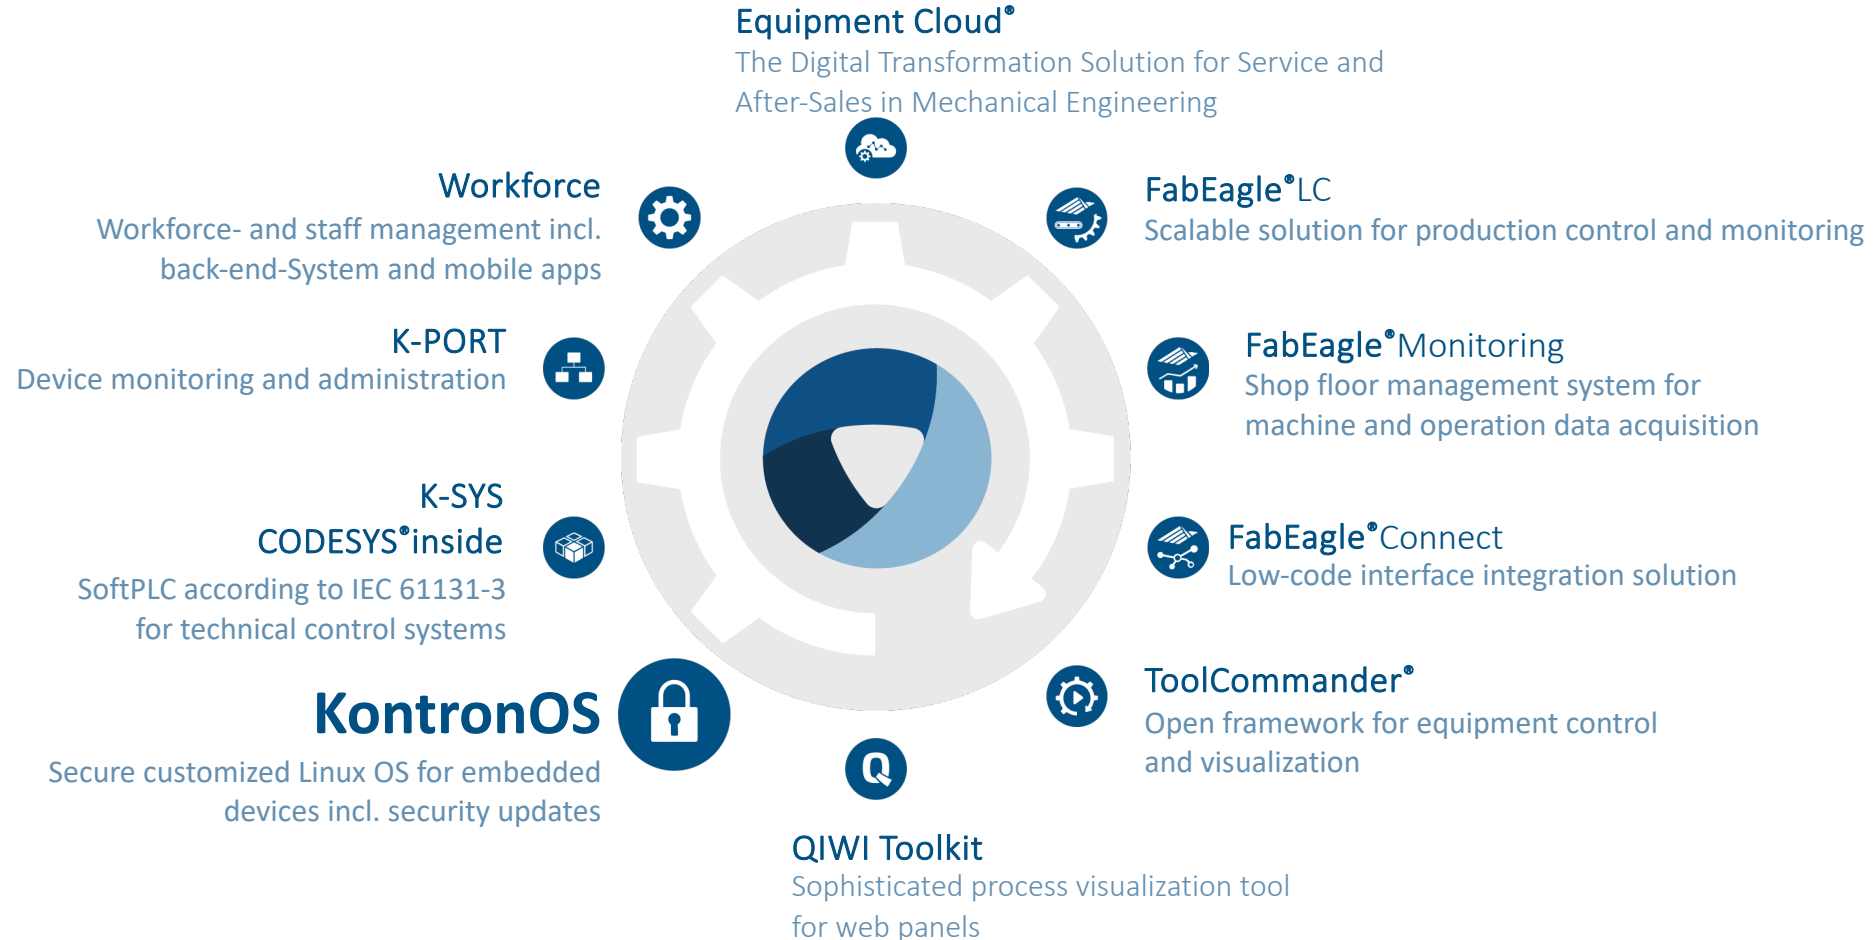 Equipment Cloud®
The Digital Transformation Solution for Service and
After-Sales in Mechanical Engineering
Workforce
Workforce- and staff management incl.
back-end-System and mobile apps
FabEagle®LC
Scalable solution for production control and monitoring
K-PORT
Device monitoring and administration
FabEagle®Monitoring
Shop floor management system for
machine and operation data acquisition
K-SYS
CODESYS®inside
SoftPLC according to IEC 61131-3
for technical control systems
FabEagle®Connect
Low-code interface integration solution
KontronOS
Secure customized Linux OS for embedded
devices incl. security updates
ToolCommander®
Open framework for equipment control
and visualization
Q
QIWI Toolkit
Sophisticated process visualization tool
for web panels